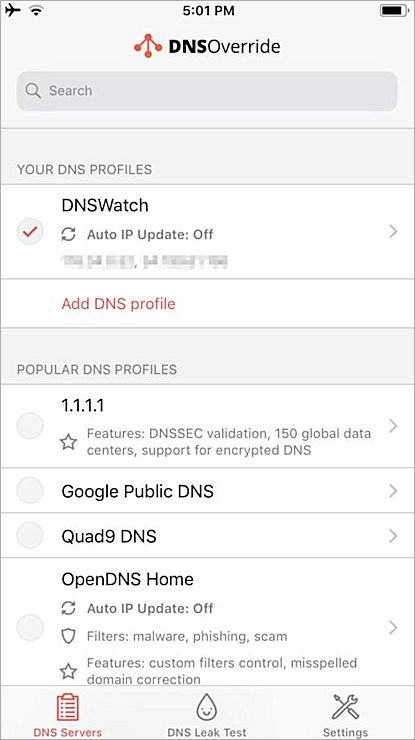 5:01 PM
DNSOverride
Search
YOUR DNS PROFILES
DNSWatch
Auto IP Update: Off
Add DNS profile
POPULAR DNS PROFILES
1.1.1.1
Features: DNSSEC validation, 150 global data
centers, support for encrypted DNS
Google Public DNS
Quad9 DNS
OpenDNS Home
Auto IP Update: Off
Filters: malware, phishing, scam
Features: custom filters control, misspelled
domain correction
DNS Servers DNS Leak Test Settings